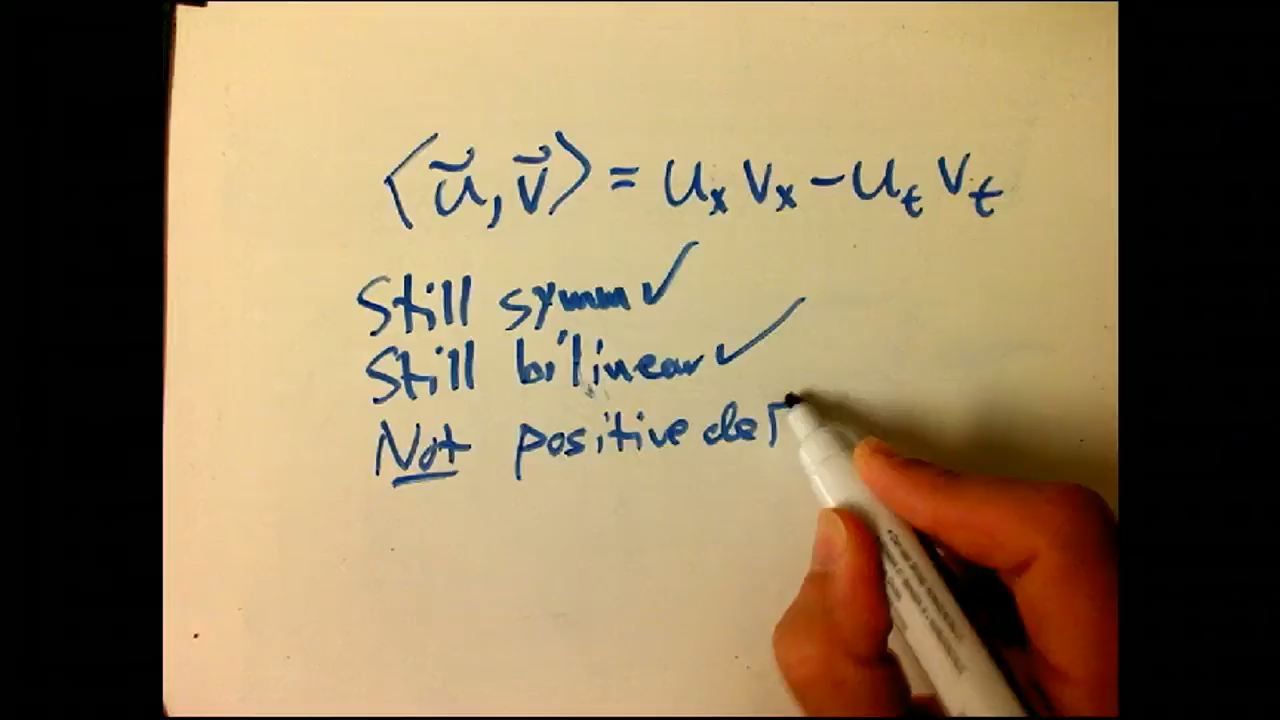 ⟨u⃗, v⃗⟩ = uₓ vₓ − uₜ vₜ
Still symm ✓
Still bilinear ✓
Not positive def